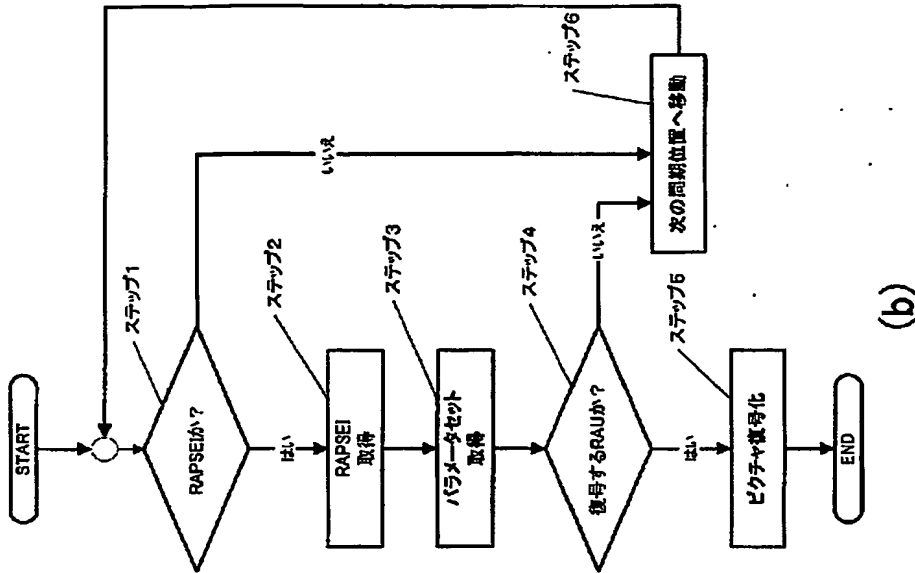 START
ステップ1
RAPSEIか?
いいえ
はい
ステップ2
RAPSEI
取得
ステップ3
パラメータセット
取得
ステップ4
復号するRAUか?
いいえ
はい
ステップ5
ピクチャ復号化
END
ステップ6
次の同期位置へ移動
(b)